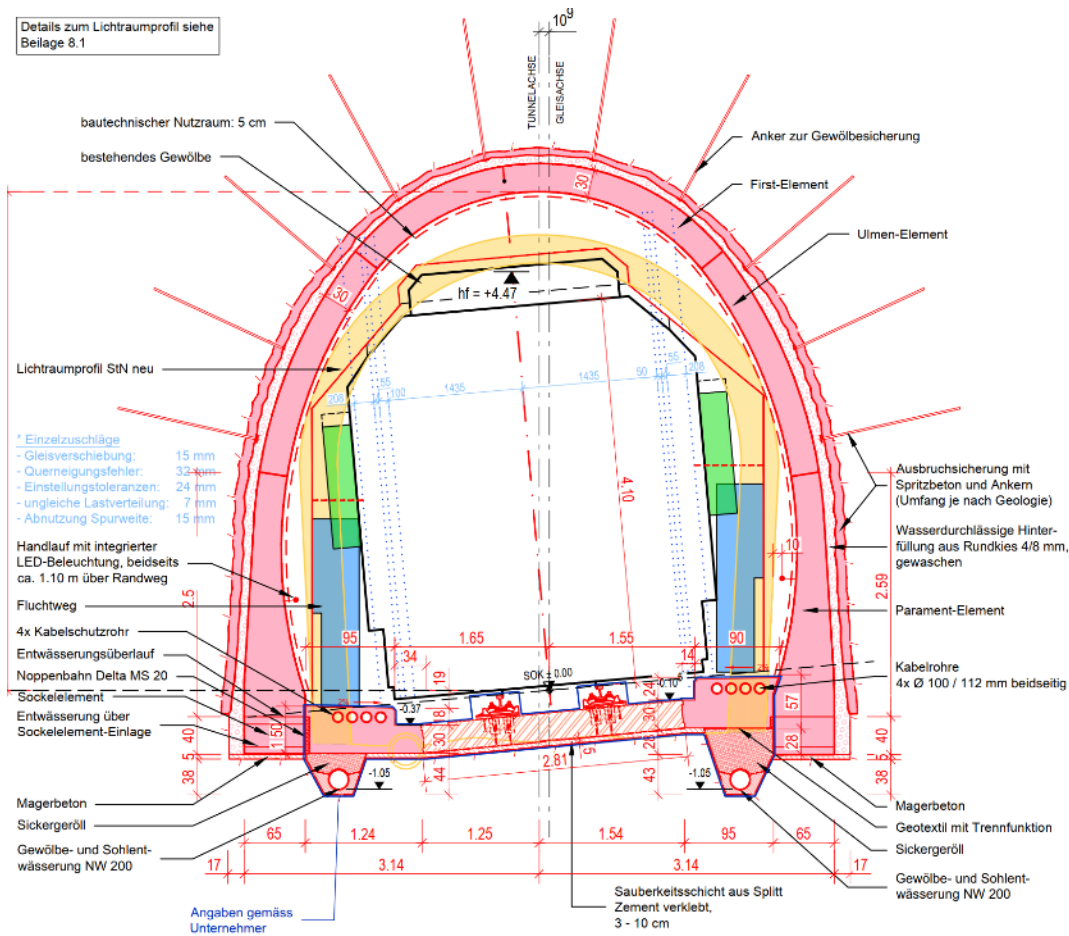 Details zum Lichtraumprofil siehe
Beilage 8.1
10⁹
TUNNELACHSE
GLEISACHSE
bautechnischer Nutzraum: 5 cm
bestehendes Gewölbe
Anker zur Gewölbesicherung
First-Element
Ulmen-Element
30
30
hf = +4.47
Lichtraumprofil StN neu
208
55
100
1435
1435
50
55
208
* Einzelzuschläge
- Gleisverschiebung: 15 mm
- Querneigungsfehler: 32 mm
- Einstellungstoleranzen: 24 mm
- ungleiche Lastverteilung: 7 mm
- Abnutzung Spurweite: 15 mm
4.10
Ausbruchsicherung mit
Spritzbeton und Ankern
(Umfang je nach Geologie)
Wasserdurchlässige Hinter-
füllung aus Rundkies 4/8 mm,
gewaschen
Handlauf mit integrierter
LED-Beleuchtung, beidseits
ca. 1.10 m über Randweg
10
2.5
2.59
Fluchtweg
Parament-Element
4x Kabelschutzrohr
Entwässerungsüberlauf
Noppenbahn Delta MS 20
Sockelelement
Entwässerung über
Sockelelement-Einlage
95
1.65
1.55
90
34
14
19
SOK ± 0.00
-0.10
24
Kabelrohre
4x Ø 100 / 112 mm beidseitig
57
-0.37
8
30
30
28
28
40
1.50
5
38
40
5
38
2.81
5
44
43
-1.05
-1.05
Magerbeton
Sickergeröll
Gewölbe- und Sohlent-
wässerung NW 200
Magerbeton
Geotextil mit Trennfunktion
Sickergeröll
Gewölbe- und Sohlent-
wässerung NW 200
65
1.24
1.25
1.54
95
65
17
3.14
3.14
17
Sauberkeitsschicht aus Splitt
Zement verklebt,
3 - 10 cm
Angaben gemäss
Unternehmer